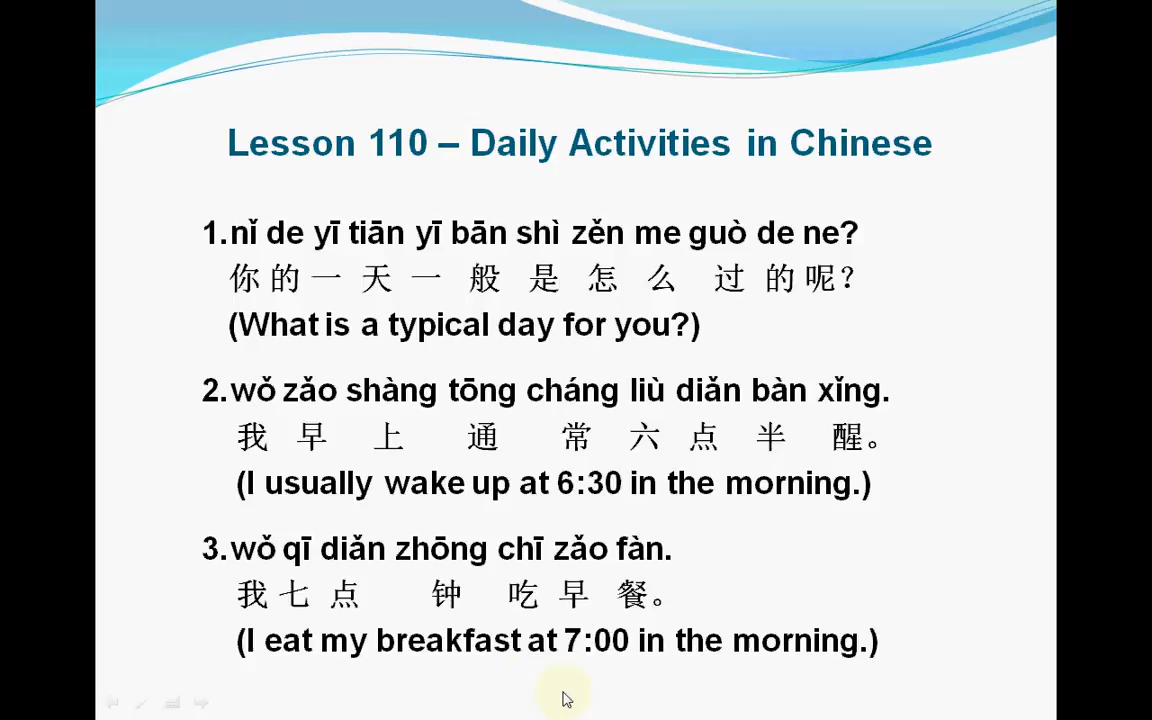 Lesson 110 – Daily Activities in Chinese
1.nǐ de yī tiān yī bān shì zěn me guò de ne?
你 的 一 天 一 般 是 怎 么 过 的 呢？
(What is a typical day for you?)
2.wǒ zǎo shàng tōng cháng liù diǎn bàn xǐng.
我 早 上 通 常 六 点 半 醒。
(I usually wake up at 6:30 in the morning.)
3.wǒ qī diǎn zhōng chī zǎo fàn.
我 七 点 钟 吃 早 餐。
(I eat my breakfast at 7:00 in the morning.)